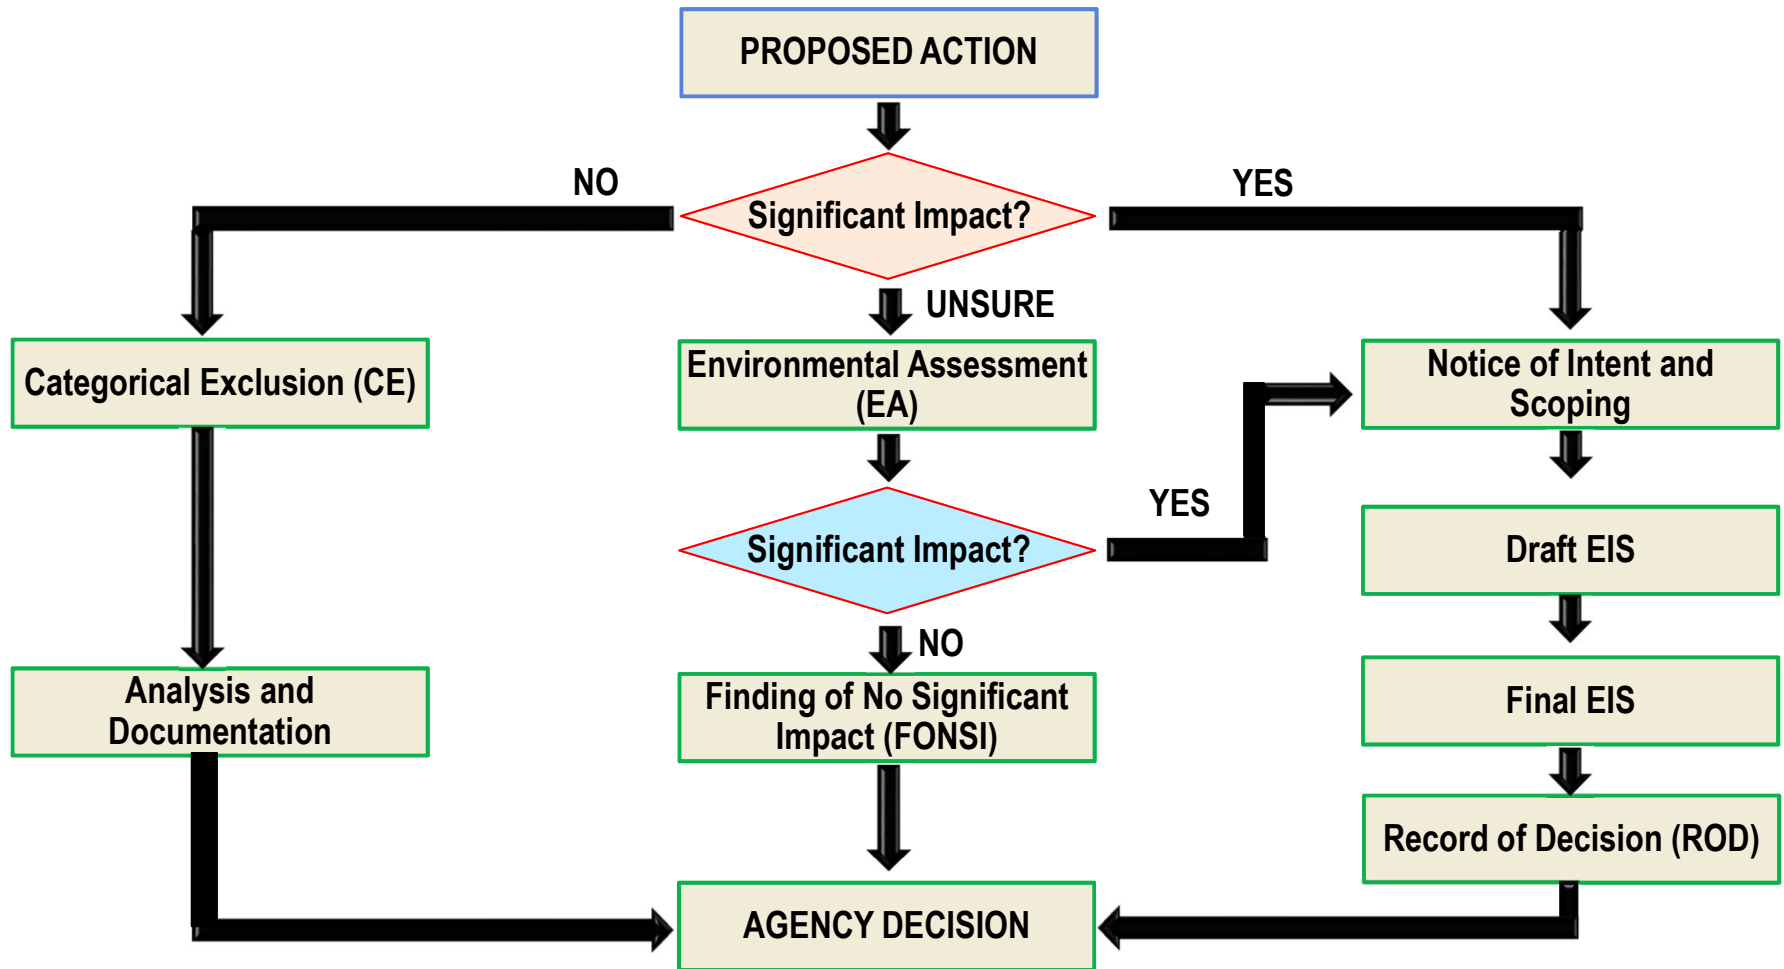 PROPOSED ACTION
NO
YES
Significant Impact?
UNSURE
Categorical Exclusion (CE)
Environmental Assessment
(EA)
Notice of Intent and
Scoping
YES
Significant Impact?
Draft EIS
NO
Analysis and
Documentation
Finding of No Significant
Impact (FONSI)
Final EIS
Record of Decision (ROD)
AGENCY DECISION